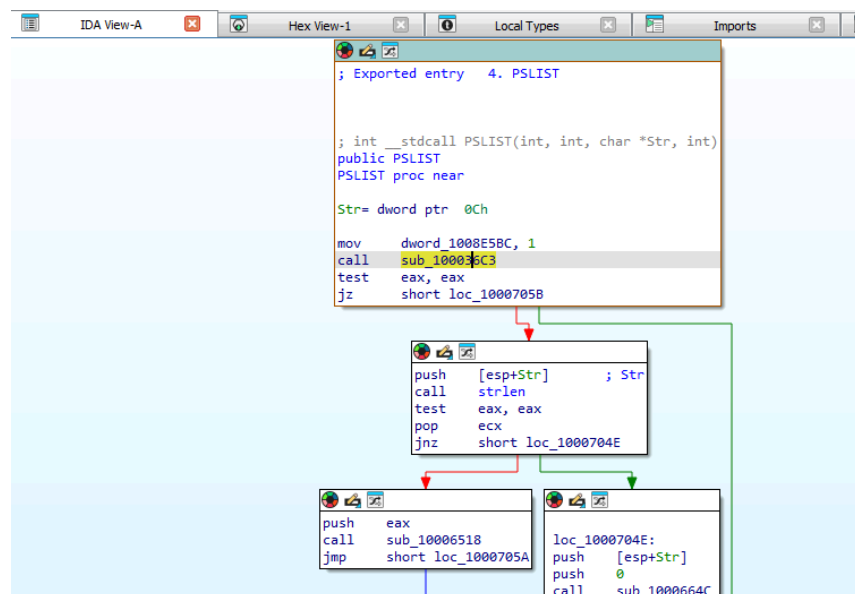 IDA View-A
Hex View-1
Local Types
Imports
; Exported entry 4. PSLIST
; int __stdcall PSLIST(int, int, char *Str, int)
public PSLIST
PSLIST proc near
Str= dword ptr 0Ch
mov dword_1008E5BC, 1
call sub_100036C3
test eax, eax
jz short loc_1000705B
push [esp+Str] ; Str
call strlen
test eax, eax
pop ecx
jnz short loc_1000704E
push eax
call sub_10006518
jmp short loc_1000705A
loc_1000704E:
push [esp+Str]
push 0
call sub_1000664C